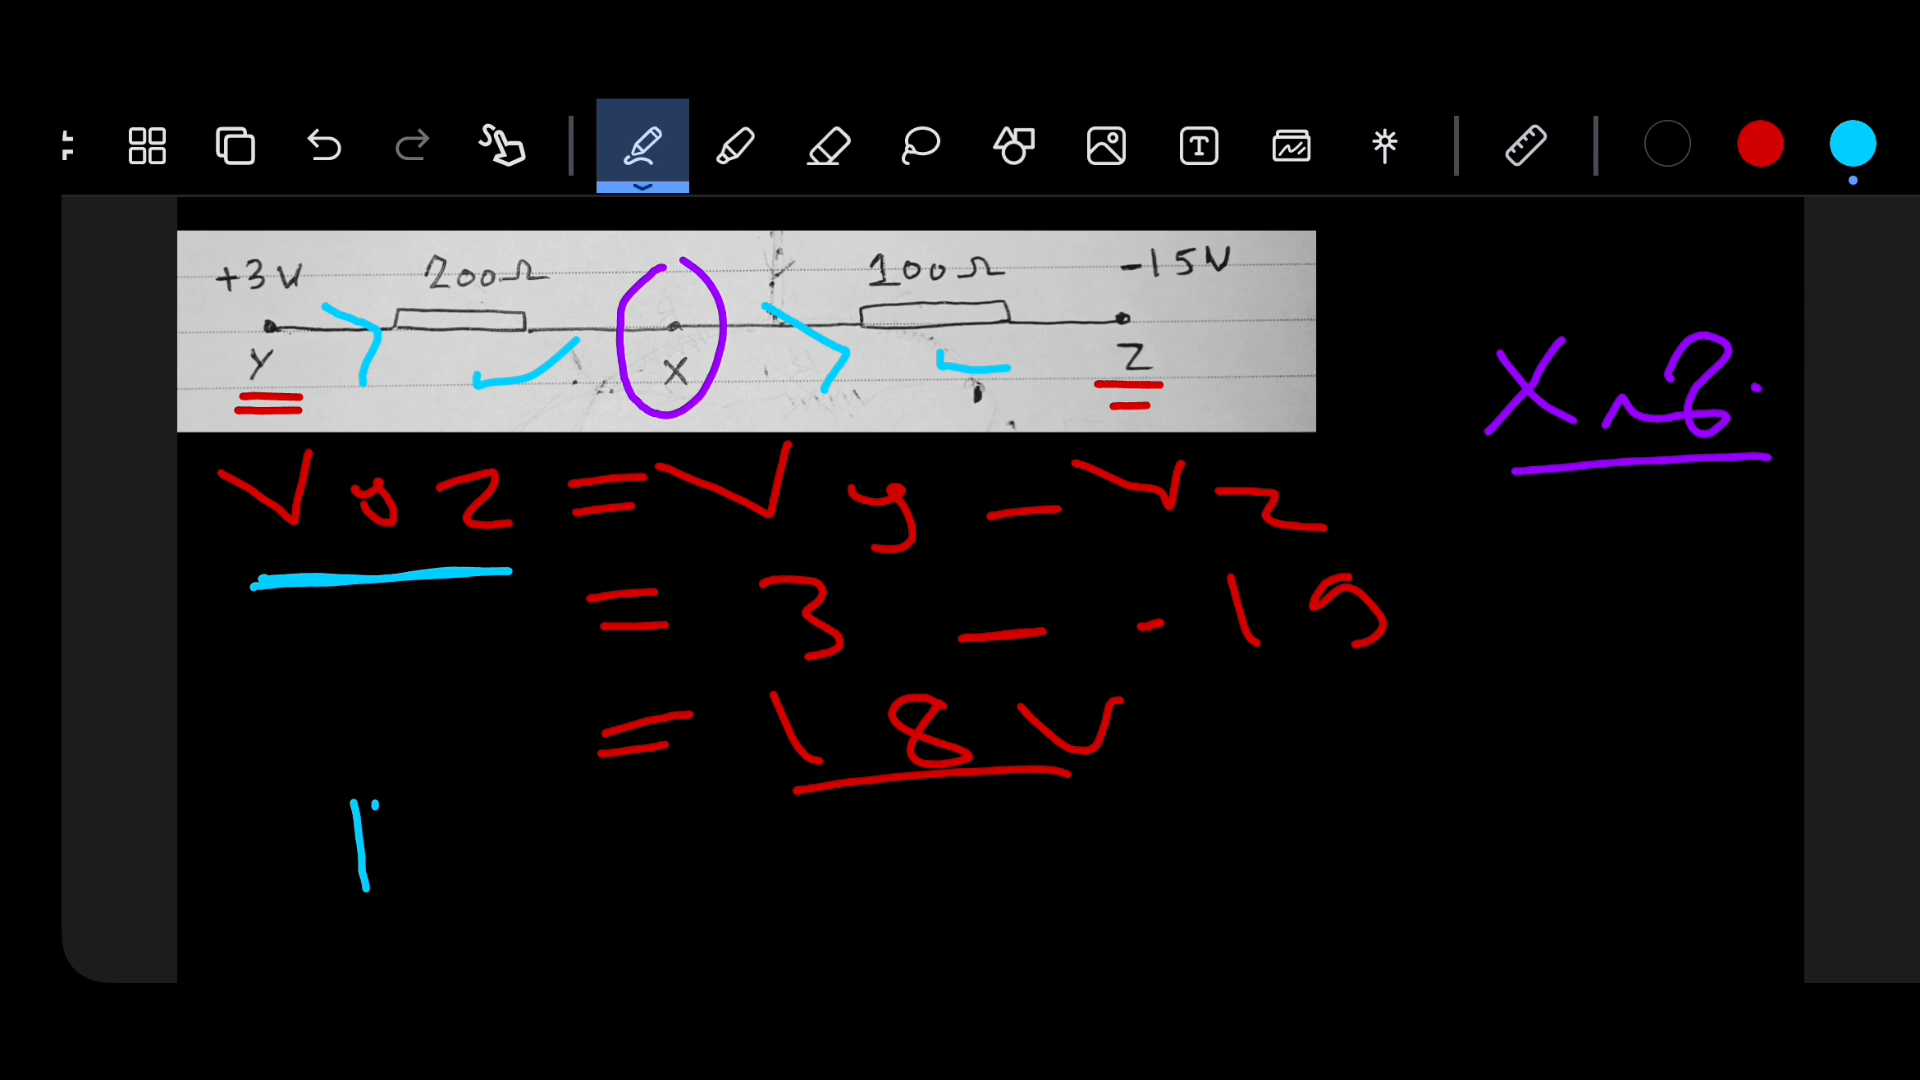 +3V 200Ω 100Ω -15V
Y X Z
X ~ ?
Vyz = Vy - Vz
= 3 - -15
= 18V